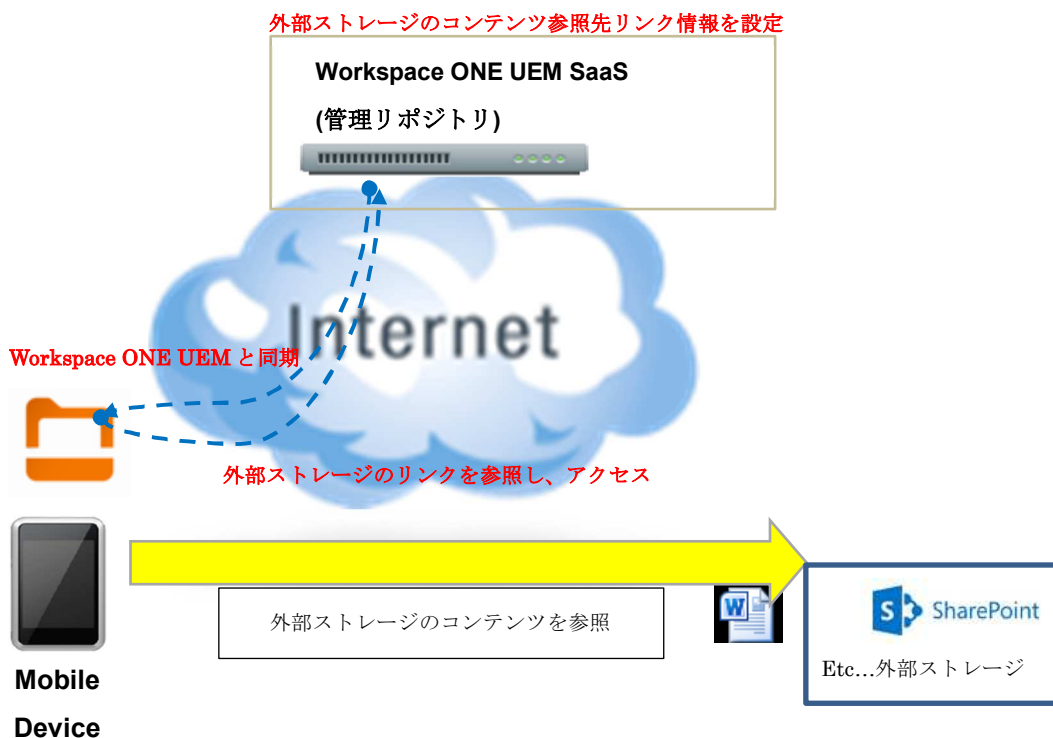 外部ストレージのコンテンツ参照先リンク情報を設定
Workspace ONE UEM SaaS
(管理リポジトリ)
Internet
Workspace ONE UEM と同期
外部ストレージのリンクを参照し、アクセス
外部ストレージのコンテンツを参照
W
S
SharePoint
Etc…外部ストレージ
Mobile
Device